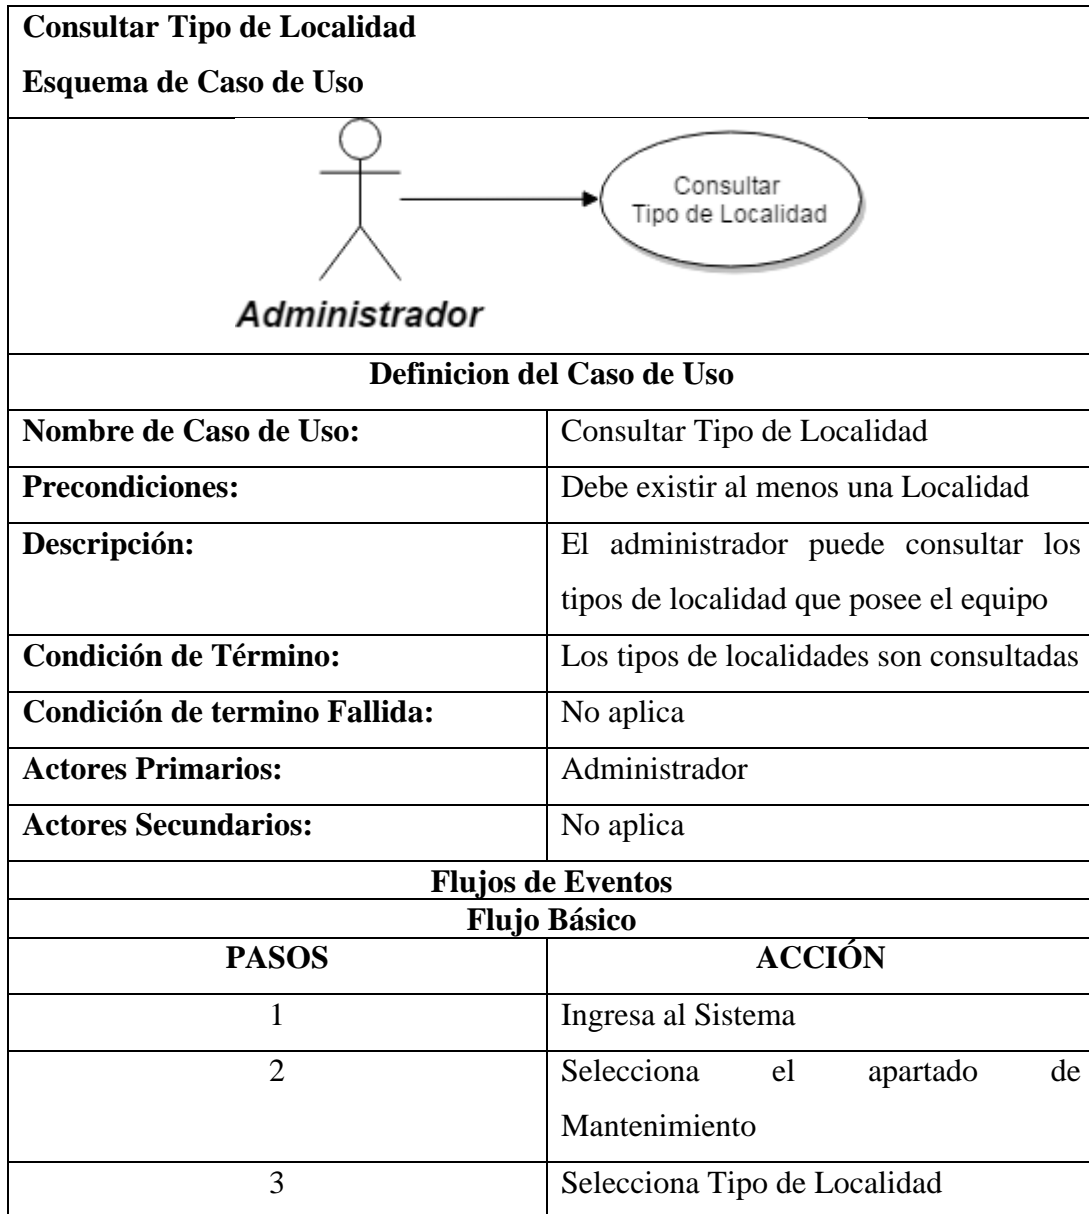 Consultar Tipo de Localidad
Esquema de Caso de Uso
Consultar
Tipo de Localidad
Administrador
Definicion del Caso de Uso
Nombre de Caso de Uso: Consultar Tipo de Localidad
Precondiciones: Debe existir al menos una Localidad
Descripción: El administrador puede consultar los
tipos de localidad que posee el equipo
Condición de Término: Los tipos de localidades son consultadas
Condición de termino Fallida: No aplica
Actores Primarios: Administrador
Actores Secundarios: No aplica
Flujos de Eventos
Flujo Básico
PASOS ACCIÓN
1 Ingresa al Sistema
2 Selecciona el apartado de
Mantenimiento
3 Selecciona Tipo de Localidad